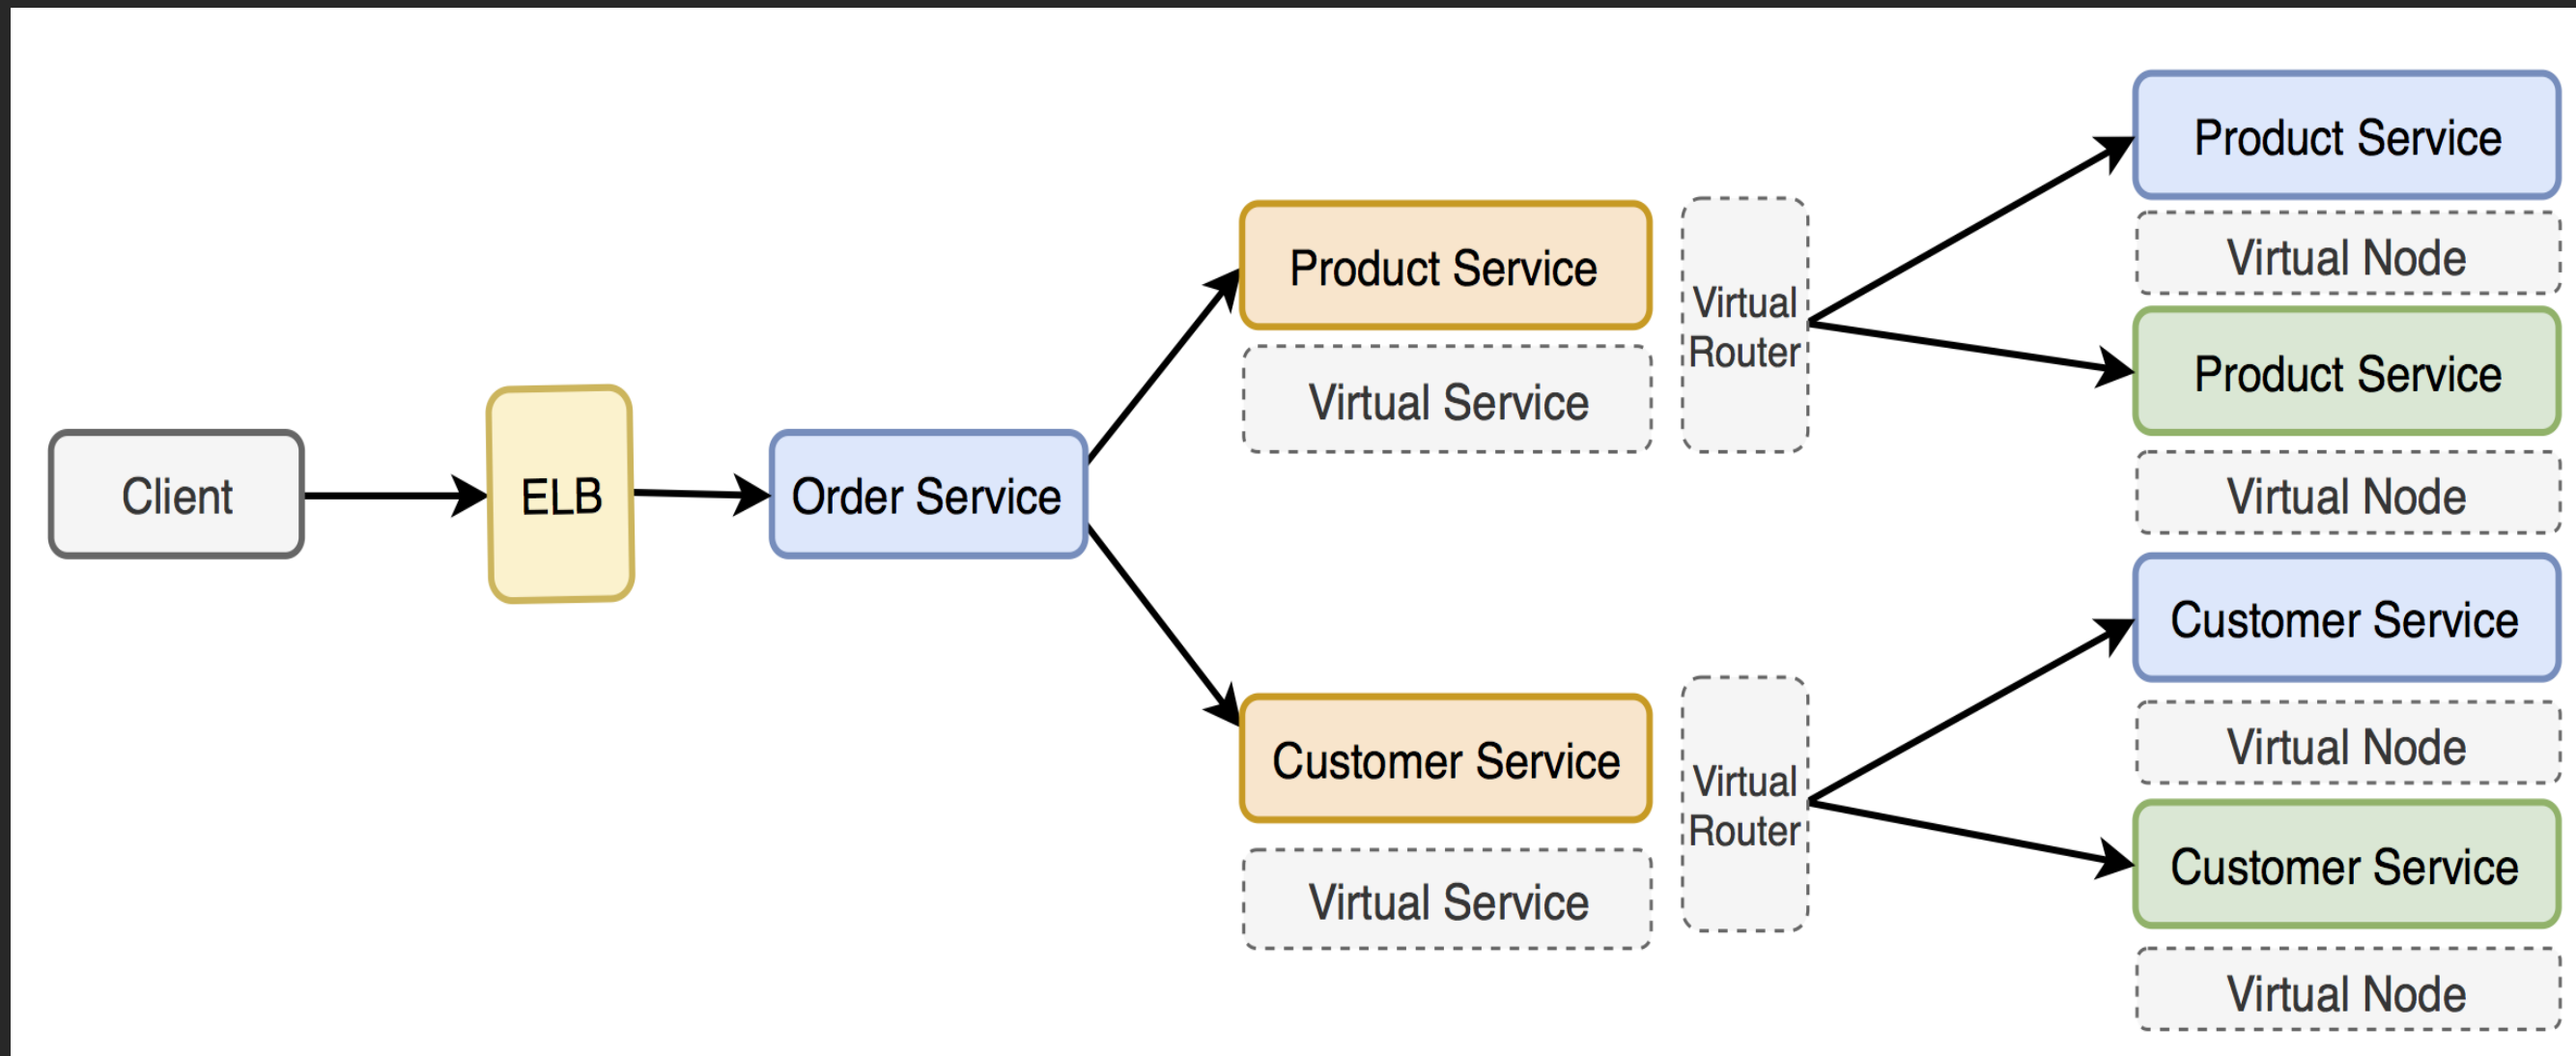 Client
ELB
Order Service
Product Service
Virtual Service
Virtual
Router
Product Service
Virtual Node
Product Service
Virtual Node
Customer Service
Virtual Service
Virtual
Router
Customer Service
Virtual Node
Customer Service
Virtual Node